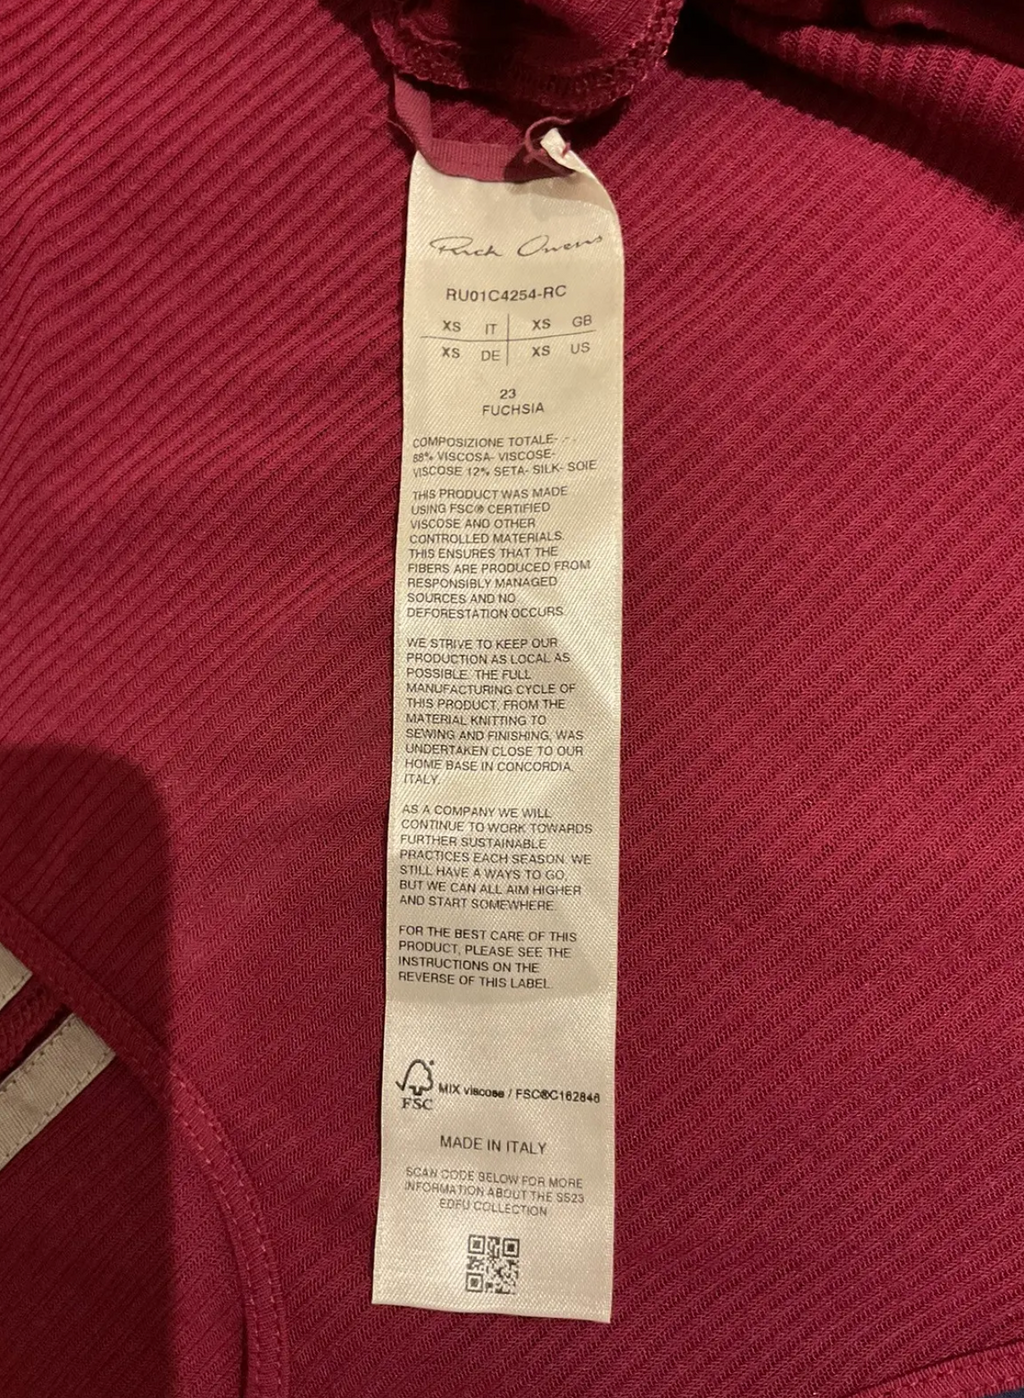 Rick Owens
RU01C4254-RC
XS IT XS GB
XS DE XS US
23
FUCHSIA
COMPOSIZIONE TOTALE- - -
88% VISCOSA- VISCOSE-
VISCOSE 12% SETA- SILK- SOIE
THIS PRODUCT WAS MADE
USING FSC® CERTIFIED
VISCOSE AND OTHER
CONTROLLED MATERIALS.
THIS ENSURES THAT THE
FIBERS ARE PRODUCED FROM
RESPONSIBLY MANAGED
SOURCES AND NO
DEFORESTATION OCCURS.
WE STRIVE TO KEEP OUR
PRODUCTION AS LOCAL AS
POSSIBLE. THE FULL
MANUFACTURING CYCLE OF
THIS PRODUCT, FROM THE
MATERIAL KNITTING TO
SEWING AND FINISHING, WAS
UNDERTAKEN CLOSE TO OUR
HOME BASE IN CONCORDIA,
ITALY.
AS A COMPANY WE WILL
CONTINUE TO WORK TOWARDS
FURTHER SUSTAINABLE
PRACTICES EACH SEASON. WE
STILL HAVE A WAYS TO GO,
BUT WE CAN ALL AIM HIGHER
AND START SOMEWHERE.
FOR THE BEST CARE OF THIS
PRODUCT, PLEASE SEE THE
INSTRUCTIONS ON THE
REVERSE OF THIS LABEL.
FSC MIX viscose / FSC®C162846
MADE IN ITALY
SCAN CODE BELOW FOR MORE
INFORMATION ABOUT THE SS23
EDFU COLLECTION